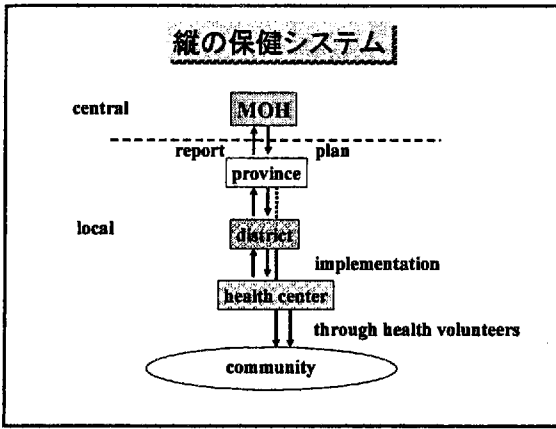 縦の保健システム
central
MOH
report
plan
province
local
district
implementation
health center
through health volunteers
community